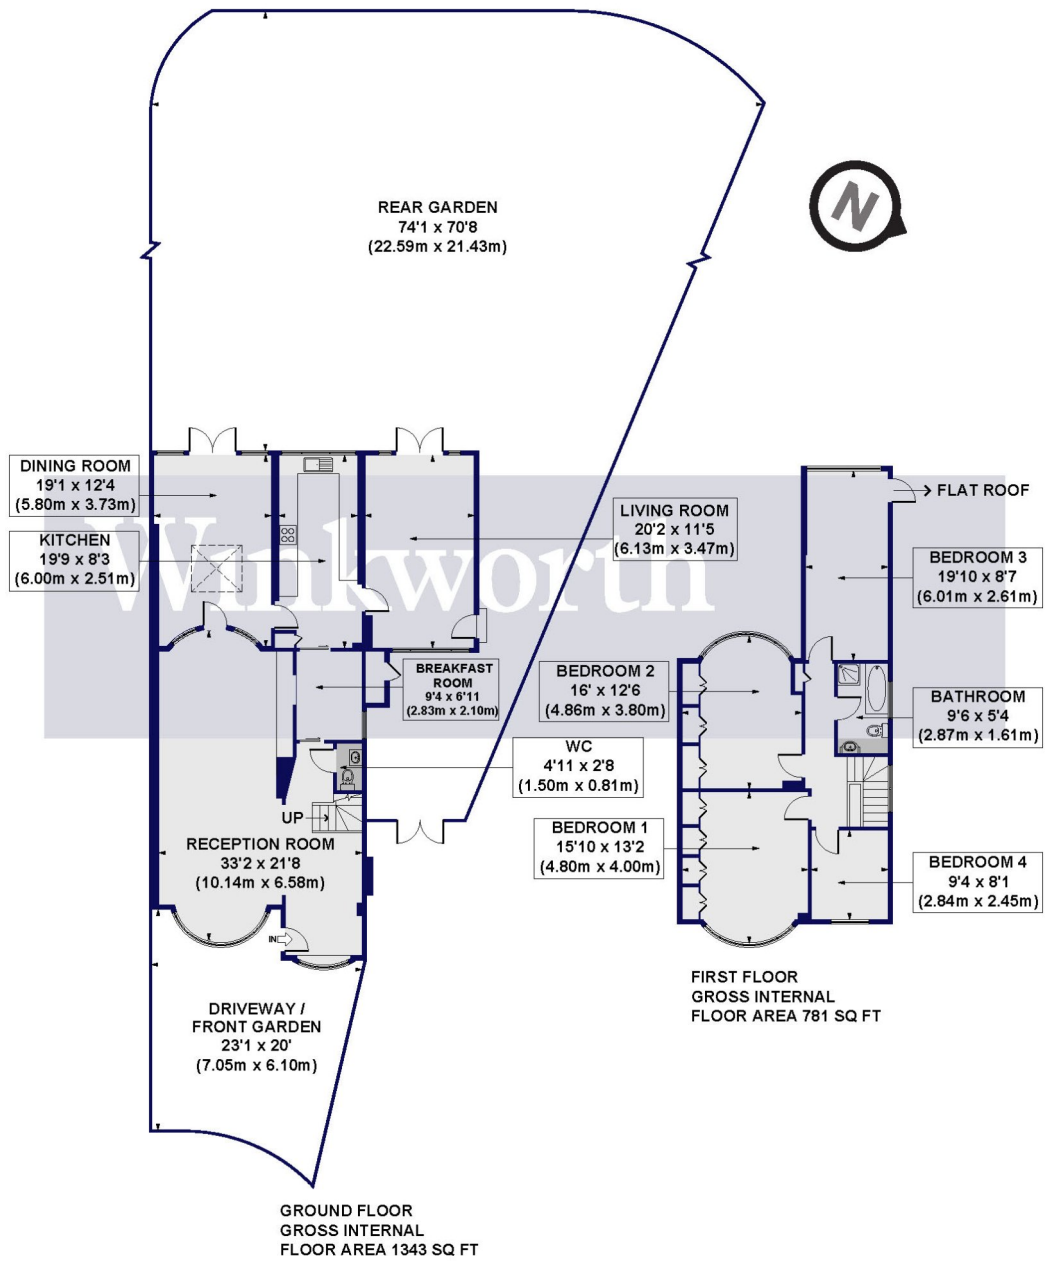 REAR GARDEN
74'1 x 70'8
(22.59m x 21.43m)
N
DINING ROOM
19'1 x 12'4
(5.80m x 3.73m)
KITCHEN
19'9 x 8'3
(6.00m x 2.51m)
LIVING ROOM
20'2 x 11'5
(6.13m x 3.47m)
Winkworth
BREAKFAST
ROOM
9'4 x 6'11
(2.83m x 2.10m)
WC
4'11 x 2'8
(1.50m x 0.81m)
UP
RECEPTION ROOM
33'2 x 21'8
(10.14m x 6.58m)
IN
DRIVEWAY /
FRONT GARDEN
23'1 x 20'
(7.05m x 6.10m)
GROUND FLOOR
GROSS INTERNAL
FLOOR AREA 1343 SQ FT
FLAT ROOF
BEDROOM 3
19'10 x 8'7
(6.01m x 2.61m)
BEDROOM 2
16' x 12'6
(4.86m x 3.80m)
BATHROOM
9'6 x 5'4
(2.87m x 1.61m)
BEDROOM 1
15'10 x 13'2
(4.80m x 4.00m)
BEDROOM 4
9'4 x 8'1
(2.84m x 2.45m)
FIRST FLOOR
GROSS INTERNAL
FLOOR AREA 781 SQ FT